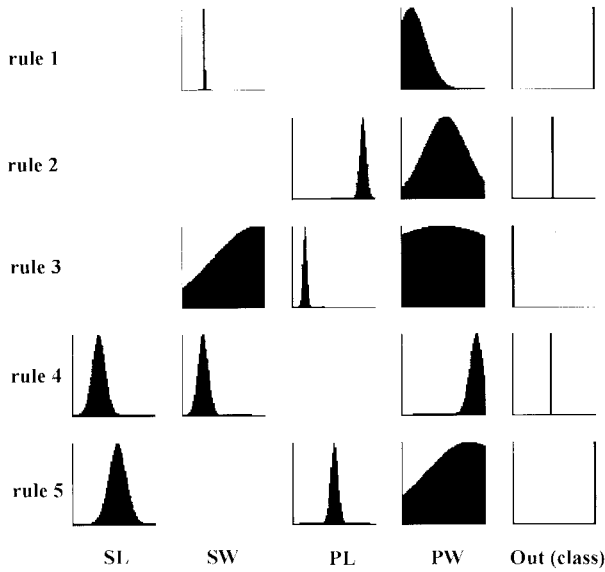 rule 1
rule 2
rule 3
rule 4
rule 5
SL SW PL PW Out (class)